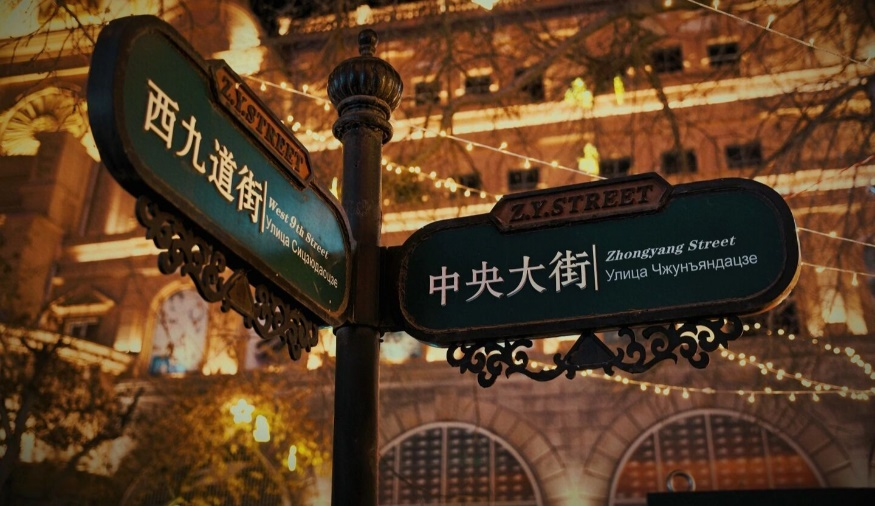 Z.Y.STREET
西九道街
West 9th Street
Улица Сицзюдаоцзе
Z.Y.STREET
中央大街
Zhongyang Street
Улица Чжунъяндацзе